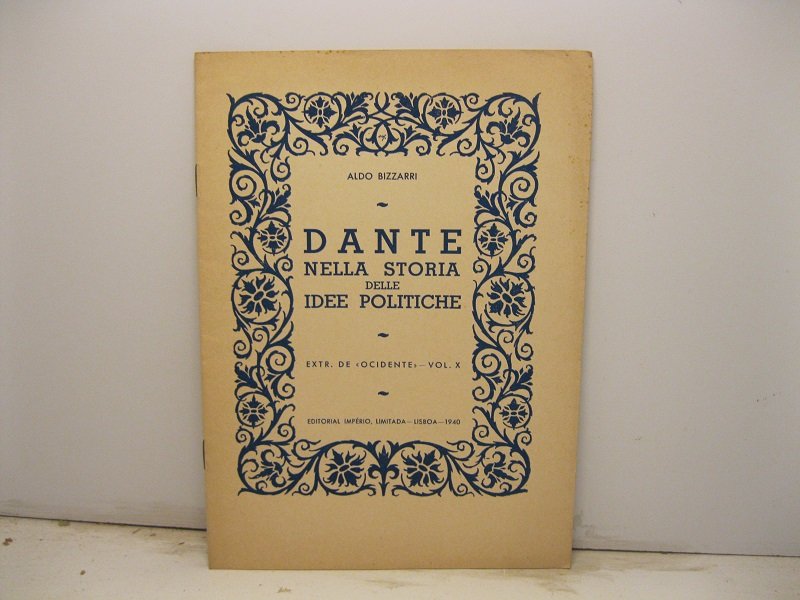 ALDO BIZZARRI
~
DANTE
NELLA STORIA
DELLE
IDEE POLITICHE
~
EXTR. DE «OCIDENTE» — VOL. X
~
EDITORIAL IMPÉRIO, LIMITADA — LISBOA — 1940